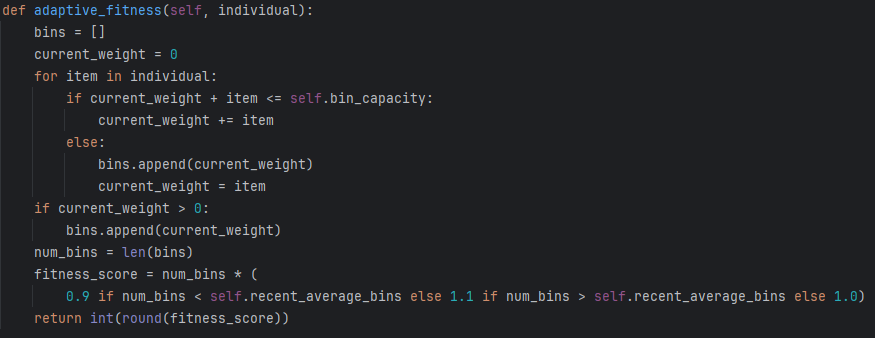 def adaptive_fitness(self, individual):
    bins = []
    current_weight = 0
    for item in individual:
        if current_weight + item <= self.bin_capacity:
            current_weight += item
        else:
            bins.append(current_weight)
            current_weight = item
    if current_weight > 0:
        bins.append(current_weight)
    num_bins = len(bins)
    fitness_score = num_bins * (
        0.9 if num_bins < self.recent_average_bins else 1.1 if num_bins > self.recent_average_bins else 1.0)
    return int(round(fitness_score))